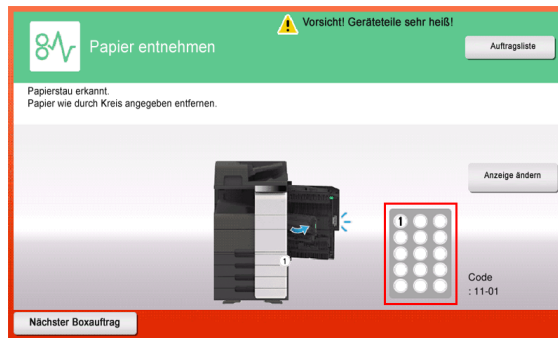 Vorsicht! Geräteteile sehr heiß!
Papier entnehmen
Auftragsliste
Papierstau erkannt.
Papier wie durch Kreis angegeben entfernen.
Anzeige ändern
1
1
Code
: 11-01
Nächster Boxauftrag